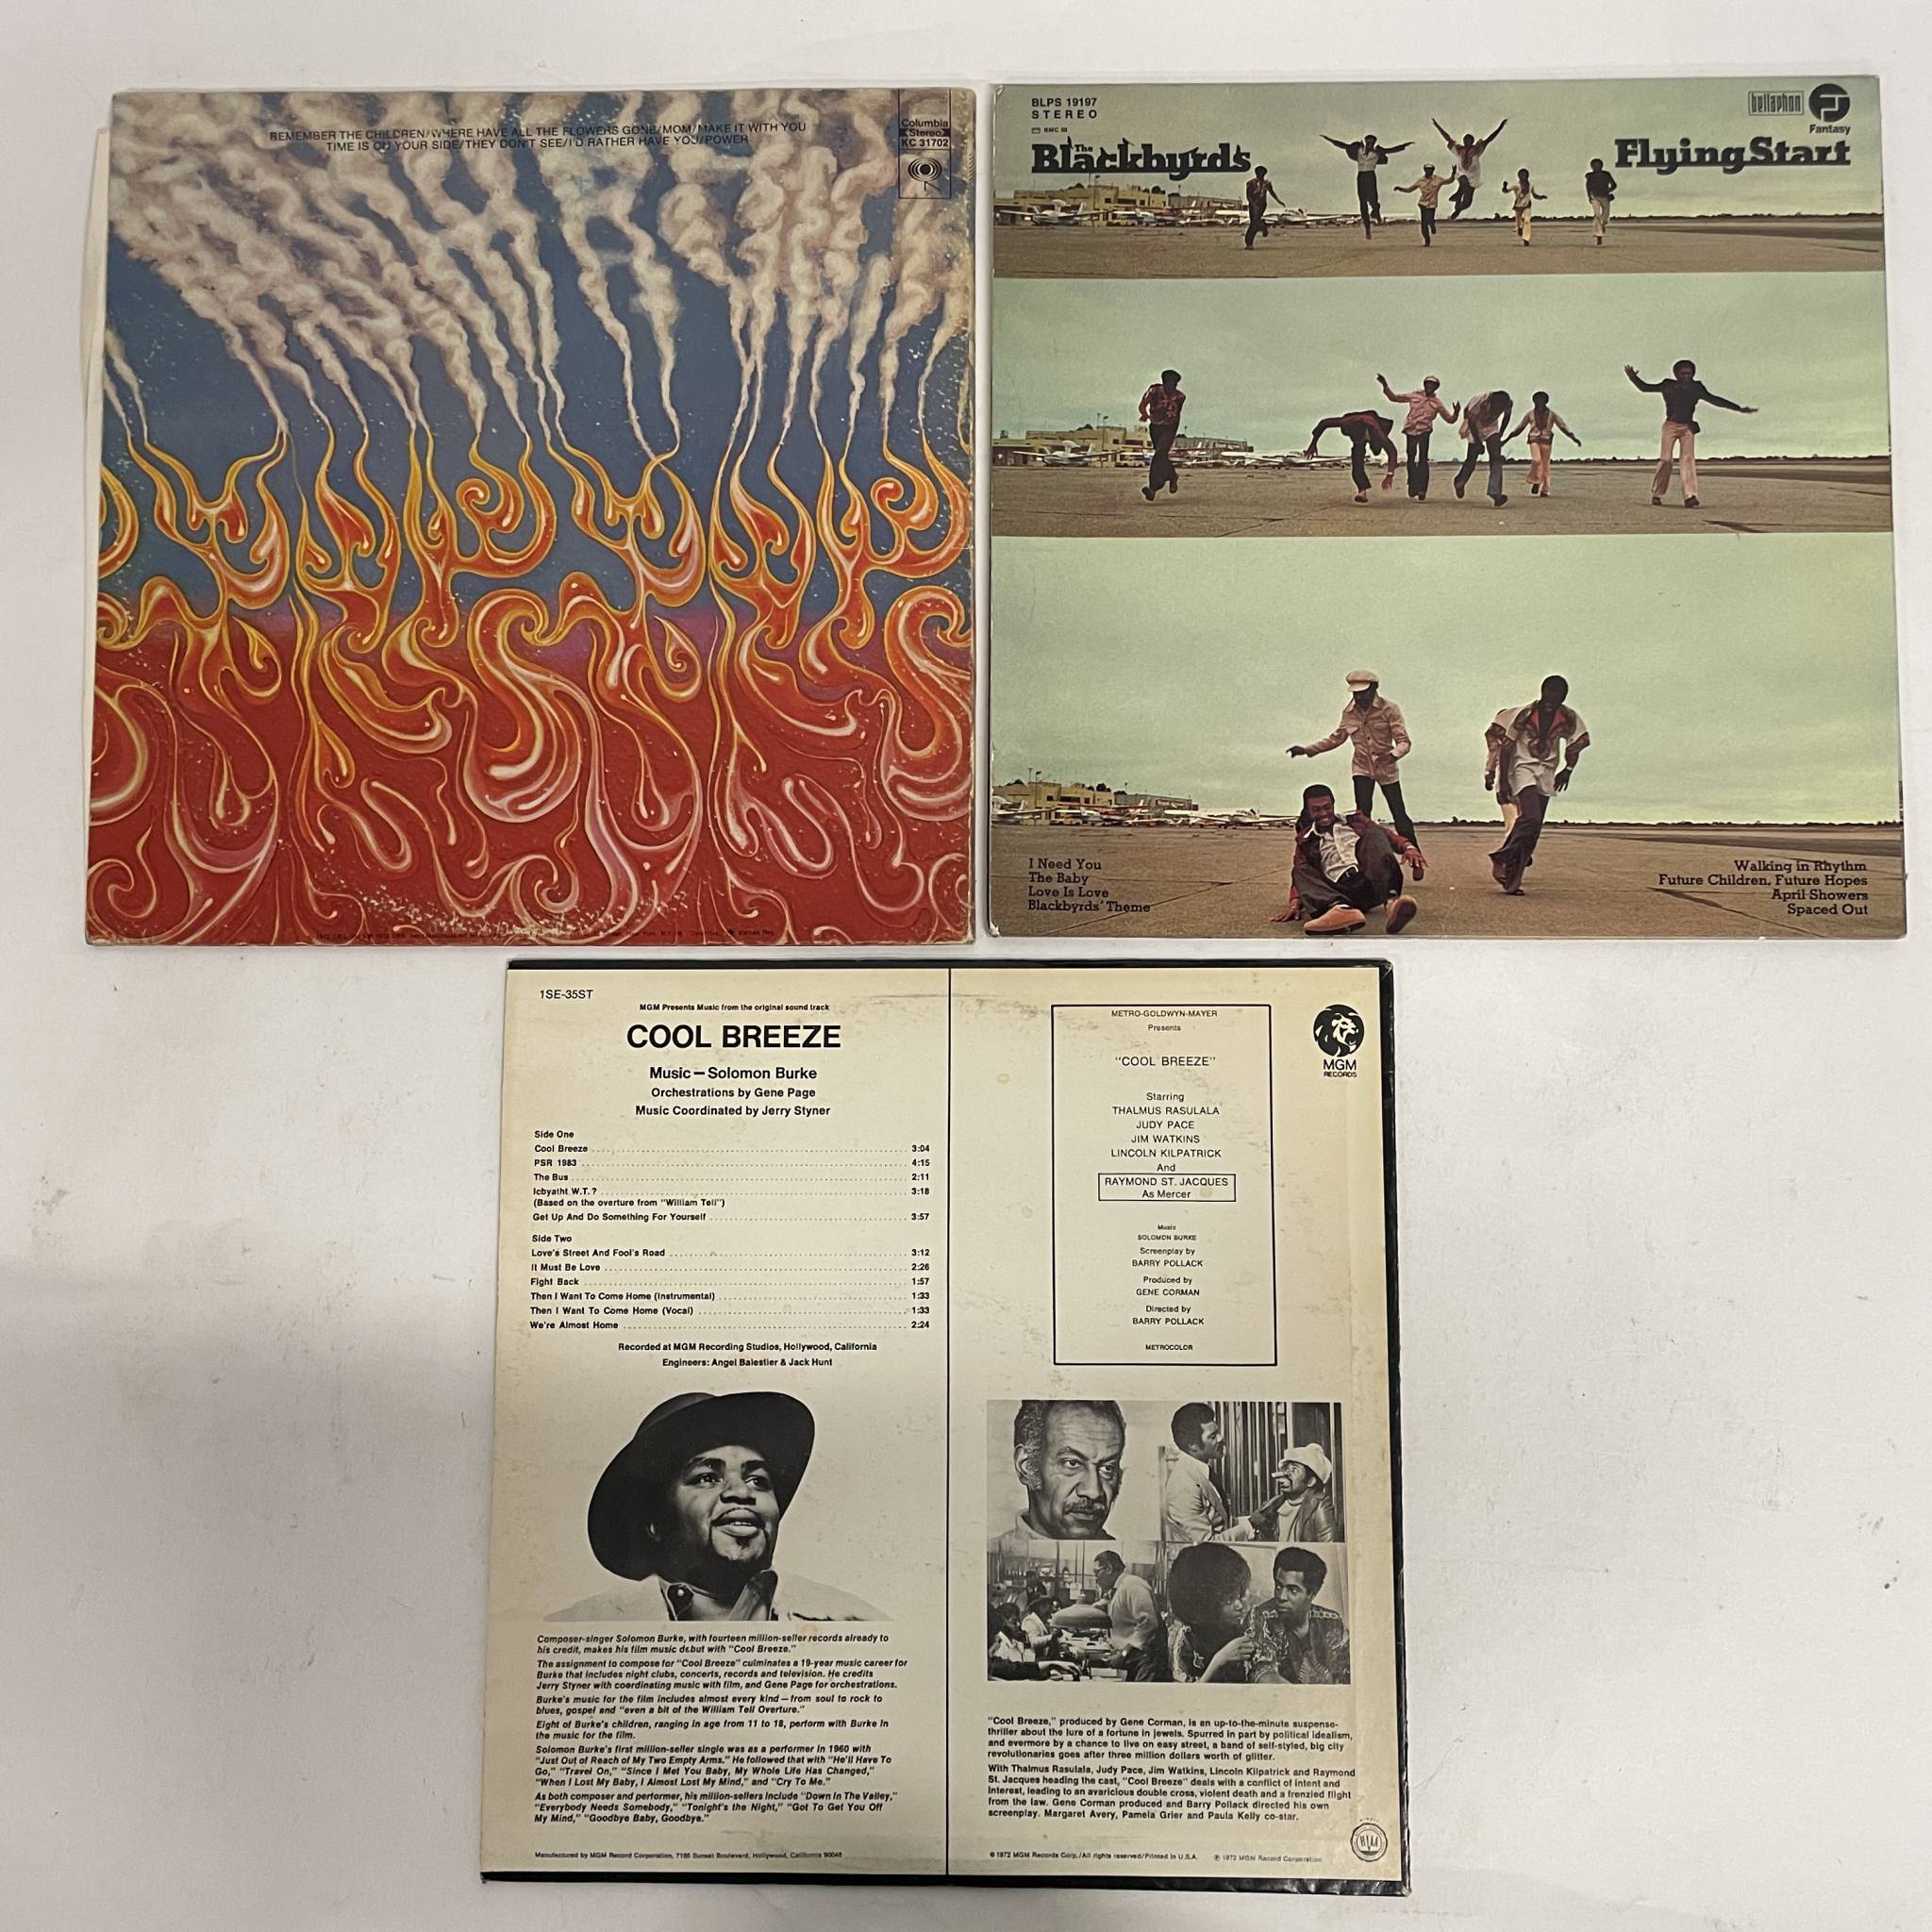 REMEMBER THE CHILDREN/WHERE HAVE ALL THE FLOWERS GONE/MOM/MAKE IT WITH YOU
TIME IS ON YOUR SIDE/THEY DON'T SEE/I'D RATHER HAVE YOU/POWER
Columbia
Stereo
KC 31702
BLPS 19197
STEREO
The
Blackbyrds
bellaphon
Fantasy
Flying Start
I Need You
The Baby
Love Is Love
Blackbyrds' Theme
Walking in Rhythm
Future Children, Future Hopes
April Showers
Spaced Out
1SE-35ST
MGM Presents Music from the original sound track
COOL BREEZE
Music—Solomon Burke
Orchestrations by Gene Page
Music Coordinated by Jerry Styner
Side One
Cool Breeze 3:04
PSR 1983 4:15
The Bus 2:11
Icbyatht W.T.? 3:18
(Based on the overture from "William Tell")
Get Up And Do Something For Yourself 3:57
Side Two
Love's Street And Fool's Road 3:12
It Must Be Love 2:26
Fight Back 1:57
Then I Want To Come Home (Instrumental) 1:33
Then I Want To Come Home (Vocal) 1:33
We're Almost Home 2:24
Recorded at MGM Recording Studios, Hollywood, California
Engineers: Angel Balestier & Jack Hunt
Composer-singer Solomon Burke, with fourteen million-seller records already to
his credit, makes his film music debut with "Cool Breeze."
The assignment to compose for "Cool Breeze" culminates a 19-year music career for
Burke that includes night clubs, concerts, records and television. He credits
Jerry Styner with coordinating music with film, and Gene Page for orchestrations.
Burke's music for the film includes almost every kind—from soul to rock to
blues, gospel and "even a bit of the William Tell Overture."
Eight of Burke's children, ranging in age from 11 to 18, perform with Burke in
the music for the film.
Solomon Burke's first million-seller single was as a performer in 1960 with
"Just Out of Reach of My Two Empty Arms." He followed that with "He'll Have To
Go," "Travel On," "Since I Met You Baby, My Whole Life Has Changed,"
"When I Lost My Baby, I Almost Lost My Mind," and "Cry To Me."
As both composer and performer, his million-sellers include "Down In The Valley,"
"Everybody Needs Somebody," "Tonight's the Night," "Got To Get You Off
My Mind," "Goodbye Baby, Goodbye."
Manufactured by MGM Record Corporation, 7165 Sunset Boulevard, Hollywood, California 90046
METRO-GOLDWYN-MAYER
Presents
"COOL BREEZE"
Starring
THALMUS RASULALA
JUDY PACE
JIM WATKINS
LINCOLN KILPATRICK
And
RAYMOND ST. JACQUES
As Mercer
Music
SOLOMON BURKE
Screenplay by
BARRY POLLACK
Produced by
GENE CORMAN
Directed by
BARRY POLLACK
METROCOLOR
MGM
RECORDS
"Cool Breeze," produced by Gene Corman, is an up-to-the-minute suspense-
thriller about the lure of a fortune in jewels. Spurred in part by political idealism,
and evermore by a chance to live on easy street, a band of self-styled, big city
revolutionaries goes after three million dollars worth of glitter.
With Thalmus Rasulala, Judy Pace, Jim Watkins, Lincoln Kilpatrick and Raymond
St. Jacques heading the cast, "Cool Breeze" deals with a conflict of intent and
interest, leading to an avaricious double cross, violent death and a frenzied flight
from the law. Gene Corman produced and Barry Pollack directed his own
screenplay. Margaret Avery, Pamela Grier and Paula Kelly co-star.
© 1972 MGM Records Corp./All rights reserved/Printed in U.S.A. ℗ 1972 MGM Record Corporation
RIAA